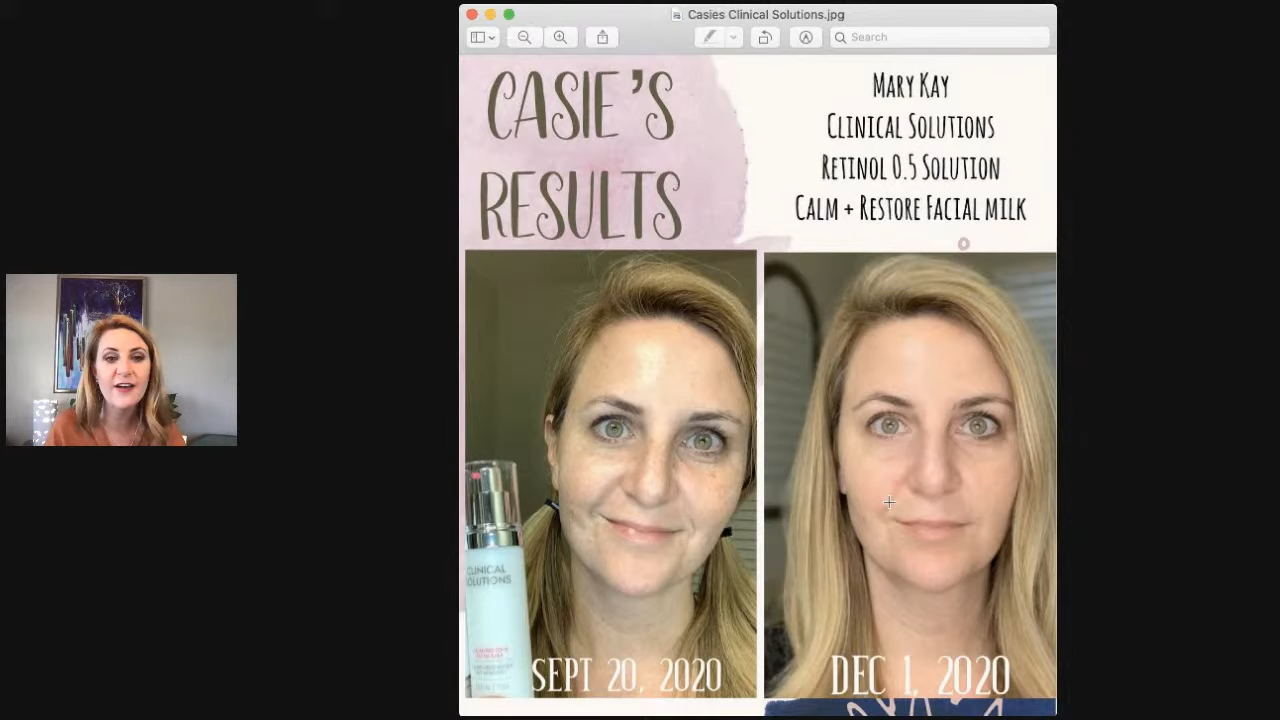 Casies Clinical Solutions.jpg
Search
CASIE'S
RESULTS
MARY KAY
CLINICAL SOLUTIONS
RETINOL 0.5 SOLUTION
CALM + RESTORE FACIAL MILK
CLINICAL
SOLUTIONS
SEPT 20, 2020
DEC 1, 2020